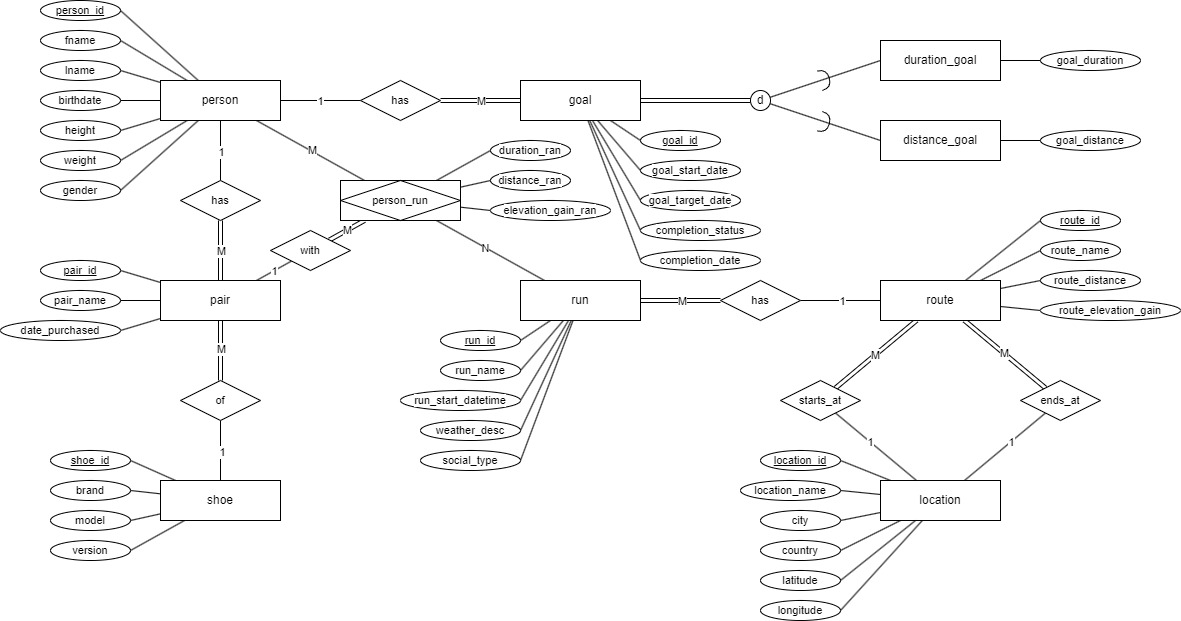 person_id
fname
lname
birthdate
height
weight
gender
person
1
has
M
goal
d
duration_goal
goal_duration
distance_goal
goal_distance
goal_id
goal_start_date
goal_target_date
completion_status
completion_date
M
person_run
duration_ran
distance_ran
elevation_gain_ran
1
has
M
M
with
1
N
pair_id
pair_name
date_purchased
pair
run
M
has
1
route
route_id
route_name
route_distance
route_elevation_gain
run_id
run_name
run_start_datetime
weather_desc
social_type
M
of
1
M
starts_at
1
M
ends_at
1
shoe_id
brand
model
version
shoe
location_id
location_name
city
country
latitude
longitude
location